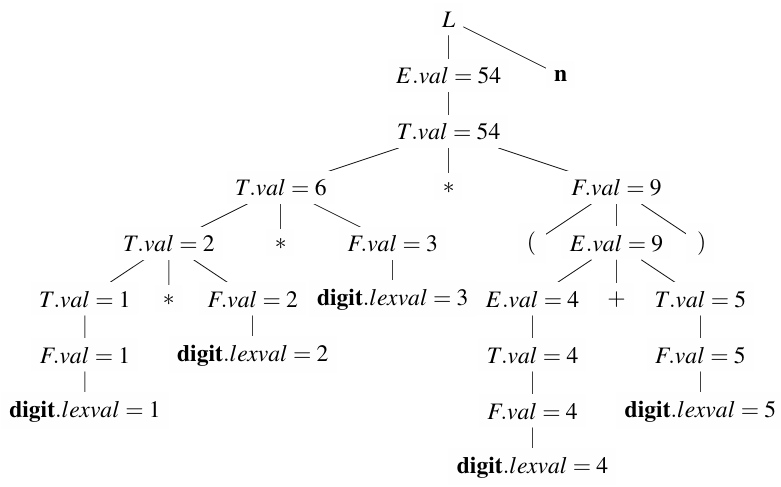 L
E.val = 54 n
T.val = 54
T.val = 6 * F.val = 9
T.val = 2 * F.val = 3 ( E.val = 9 )
T.val = 1 * F.val = 2 digit.lexval = 3 E.val = 4 + T.val = 5
F.val = 1 digit.lexval = 2 T.val = 4 F.val = 5
digit.lexval = 1 F.val = 4 digit.lexval = 5
digit.lexval = 4